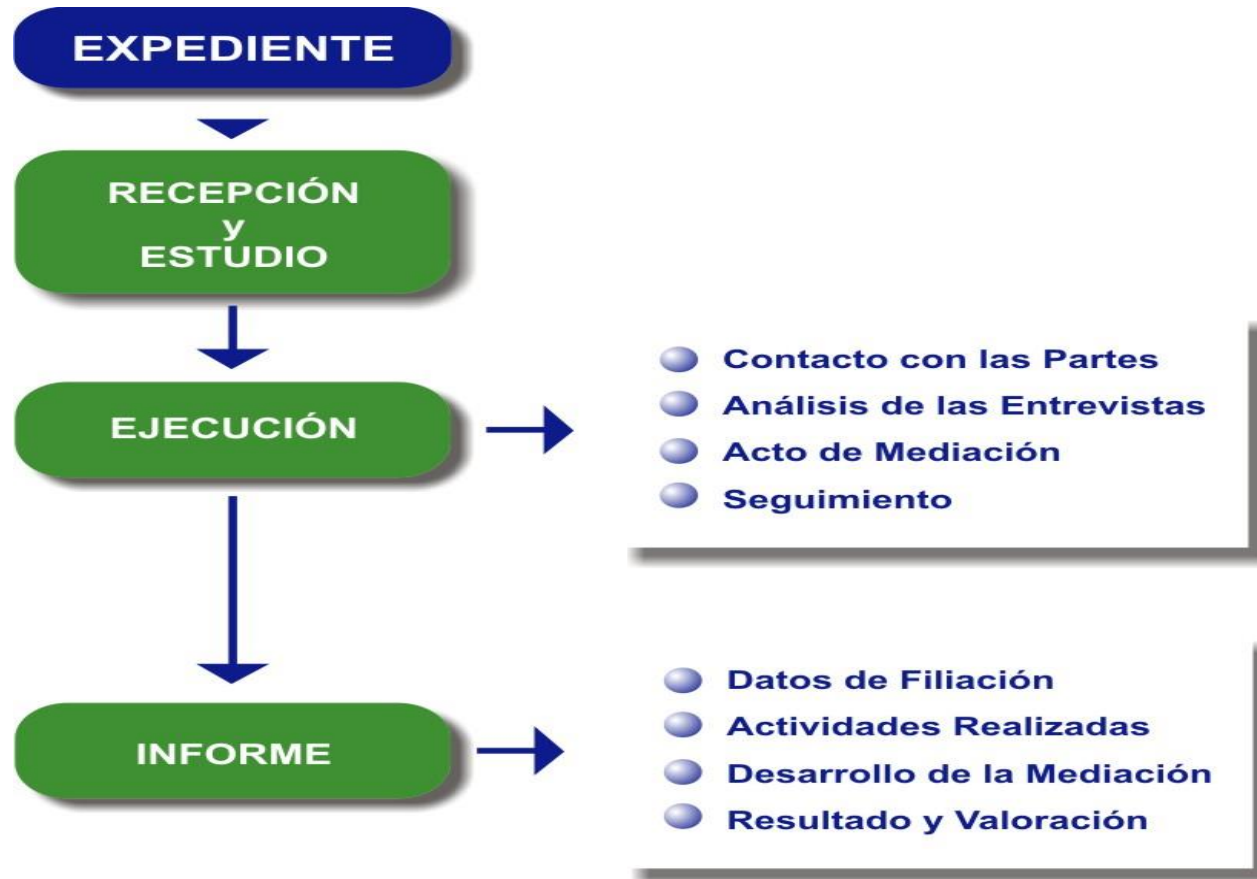 EXPEDIENTE
RECEPCIÓN
y
ESTUDIO
EJECUCIÓN
Contacto con las Partes
Análisis de las Entrevistas
Acto de Mediación
Seguimiento
INFORME
Datos de Filiación
Actividades Realizadas
Desarrollo de la Mediación
Resultado y Valoración